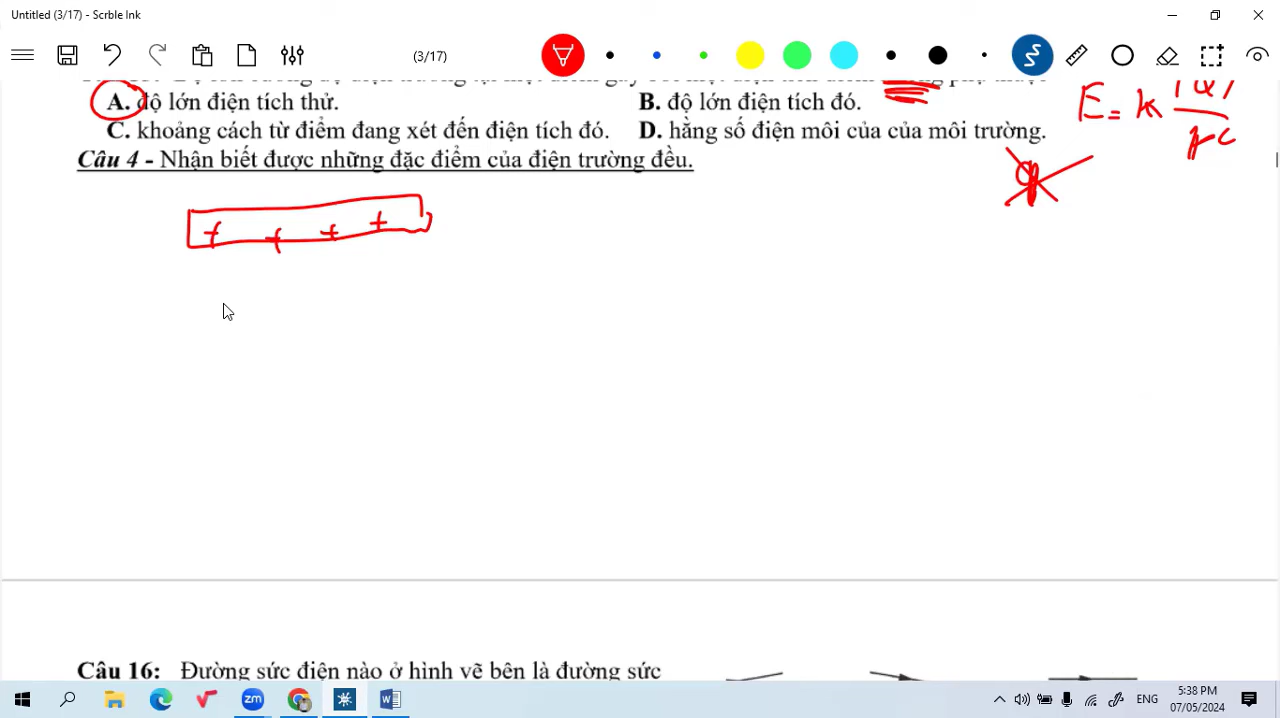 Untitled (3/17) - Scrble Ink
(3/17)
A. độ lớn điện tích thử. B. độ lớn điện tích đó.
C. khoảng cách từ điểm đang xét đến điện tích đó. D. hằng số điện môi của của môi trường.
E = k |Q|
Câu 4 - Nhận biết được những đặc điểm của điện trường đều.
+ + + +
Câu 16: Đường sức điện nào ở hình vẽ bên là đường sức
zm
ENG
5:38 PM
07/05/2024